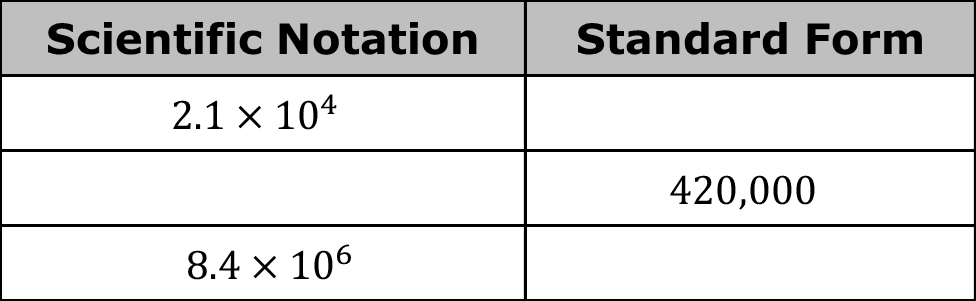 Scientific Notation Standard Form
2.1 × 10⁴
420,000
8.4 × 10⁶